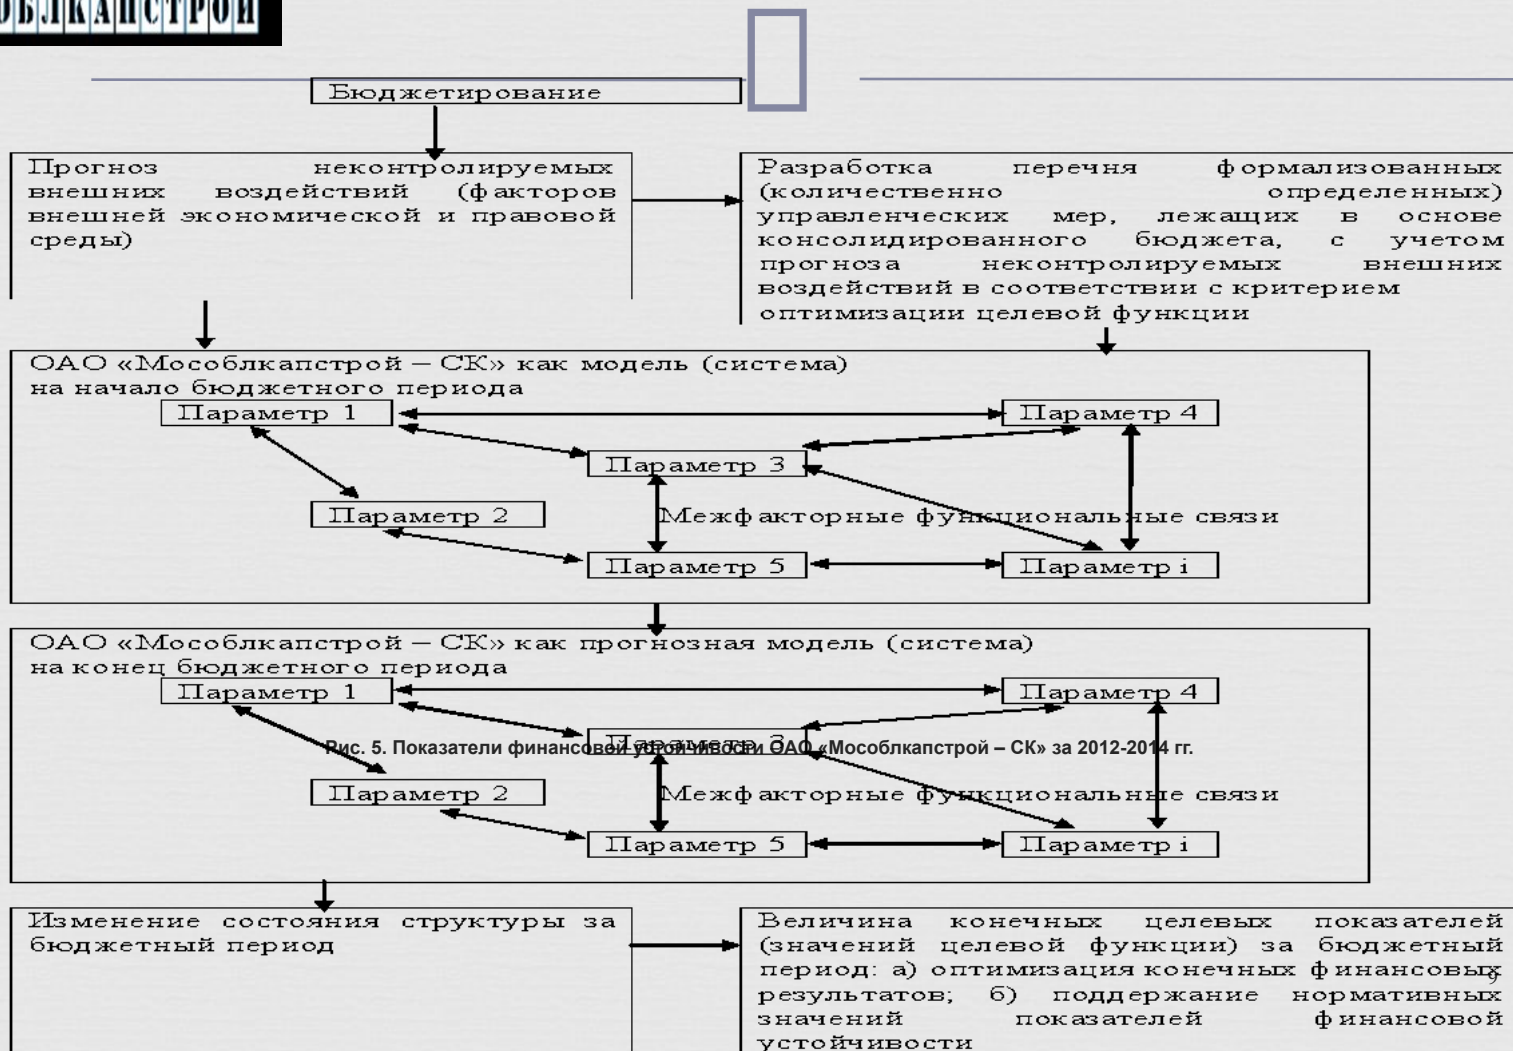 ОБЛКАПСТРОЙ
Бюджетирование
Прогноз неконтролируемых
внешних воздействий (факторов
внешней экономической и правовой
среды)
Разработка перечня формализованных
(количественно определенных)
управленческих мер, лежащих в основе
консолидированного бюджета, с учетом
прогноза неконтролируемых внешних
воздействий в соответствии с критерием
оптимизации целевой функции
ОАО «Мособлкапстрой – СК» как модель (система)
на начало бюджетного периода
Параметр 1
Параметр 4
Параметр 3
Параметр 2
Межфакторные функциональные связи
Параметр 5
Параметр i
ОАО «Мособлкапстрой – СК» как прогнозная модель (система)
на конец бюджетного периода
Параметр 1
Параметр 4
Параметр 3
Рис. 5. Показатели финансовой устойчивости ОАО «Мособлкапстрой – СК» за 2012-2014 гг.
Параметр 2
Межфакторные функциональные связи
Параметр 5
Параметр i
Изменение состояния структуры за
бюджетный период
Величина конечных целевых показателей
(значений целевой функции) за бюджетный
период: а) оптимизация конечных финансовых
результатов; б) поддержание нормативных
значений показателей финансовой
устойчивости
9